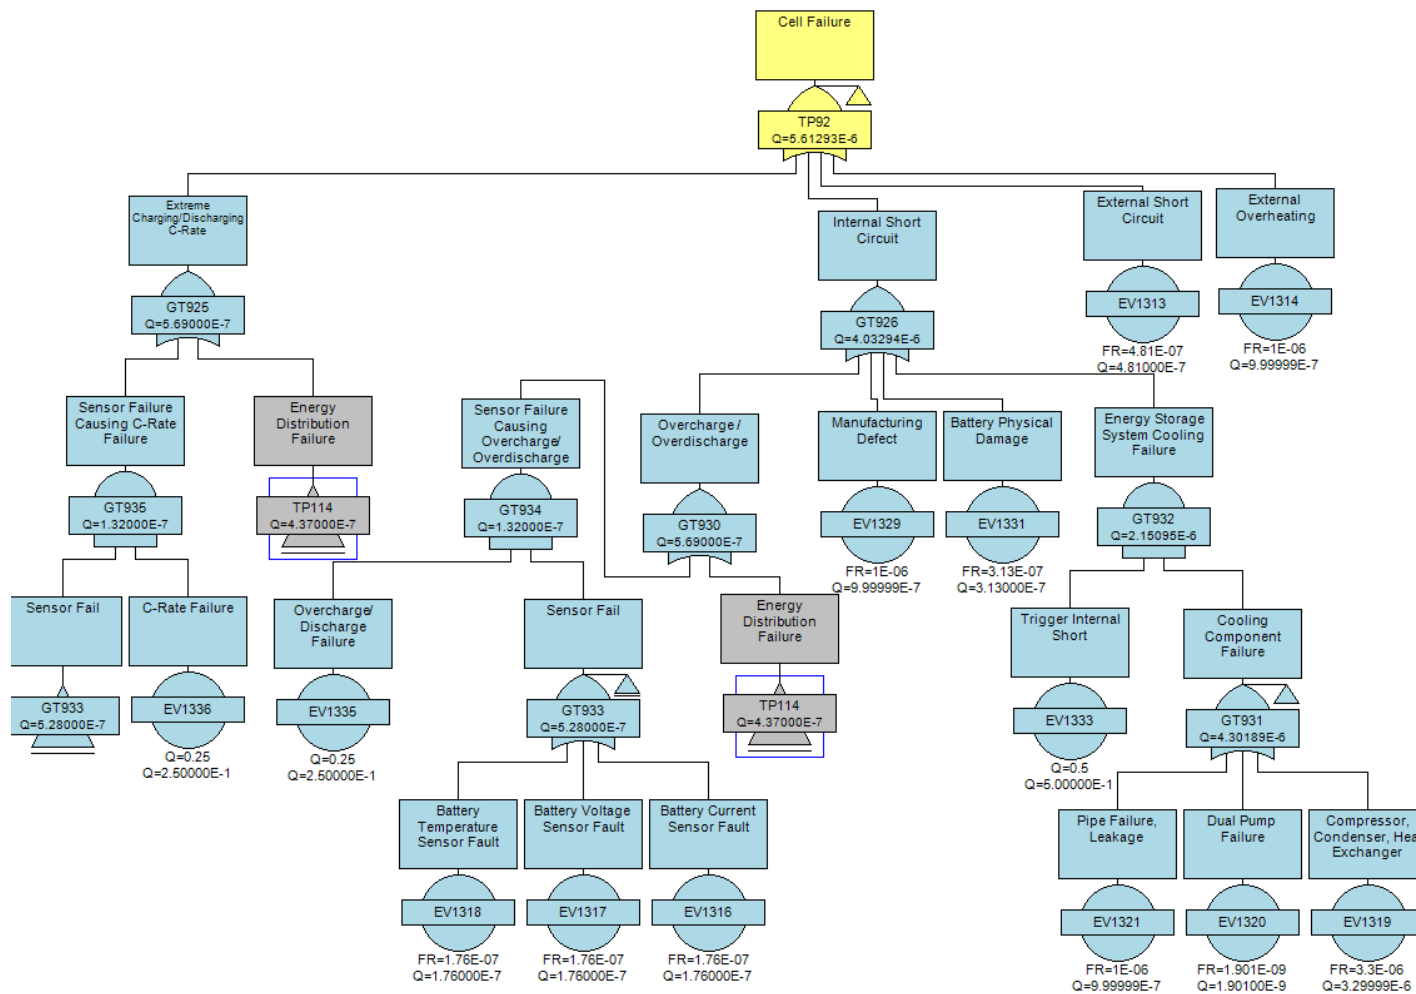 Cell Failure
TP92
Q=5.61293E-6
Extreme
Charging/Discharging
C-Rate
GT925
Q=5.69000E-7
Internal Short
Circuit
GT926
Q=4.03294E-6
External Short
Circuit
EV1313
FR=4.81E-07
Q=4.81000E-7
External
Overheating
EV1314
FR=1E-06
Q=9.99999E-7
Sensor Failure
Causing C-Rate
Failure
GT935
Q=1.32000E-7
Energy
Distribution
Failure
TP114
Q=4.37000E-7
Sensor Failure
Causing
Overcharge/
Overdischarge
GT934
Q=1.32000E-7
Overcharge /
Overdischarge
GT930
Q=5.69000E-7
Manufacturing
Defect
EV1329
FR=1E-06
Q=9.99999E-7
Battery Physical
Damage
EV1331
FR=3.13E-07
Q=3.13000E-7
Energy Storage
System Cooling
Failure
GT932
Q=2.15095E-6
Sensor Fail
GT933
Q=5.28000E-7
C-Rate Failure
EV1336
Q=0.25
Q=2.50000E-1
Overcharge/
Discharge
Failure
EV1335
Q=0.25
Q=2.50000E-1
Sensor Fail
GT933
Q=5.28000E-7
Energy
Distribution
Failure
TP114
Q=4.37000E-7
Trigger Internal
Short
EV1333
Q=0.5
Q=5.00000E-1
Cooling
Component
Failure
GT931
Q=4.30189E-6
Battery
Temperature
Sensor Fault
EV1318
FR=1.76E-07
Q=1.76000E-7
Battery Voltage
Sensor Fault
EV1317
FR=1.76E-07
Q=1.76000E-7
Battery Current
Sensor Fault
EV1316
FR=1.76E-07
Q=1.76000E-7
Pipe Failure,
Leakage
EV1321
FR=1E-06
Q=9.99999E-7
Dual Pump
Failure
EV1320
FR=1.901E-09
Q=1.90100E-9
Compressor,
Condenser, Hea
Exchanger
EV1319
FR=3.3E-06
Q=3.29999E-6